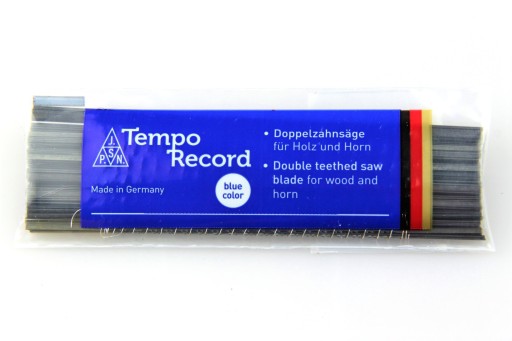 J
S
P N
Tempo
Record
Made in Germany
blue
color
• Doppelzahnsäge
für Holz und Horn
• Double teethed saw
blade for wood and
horn